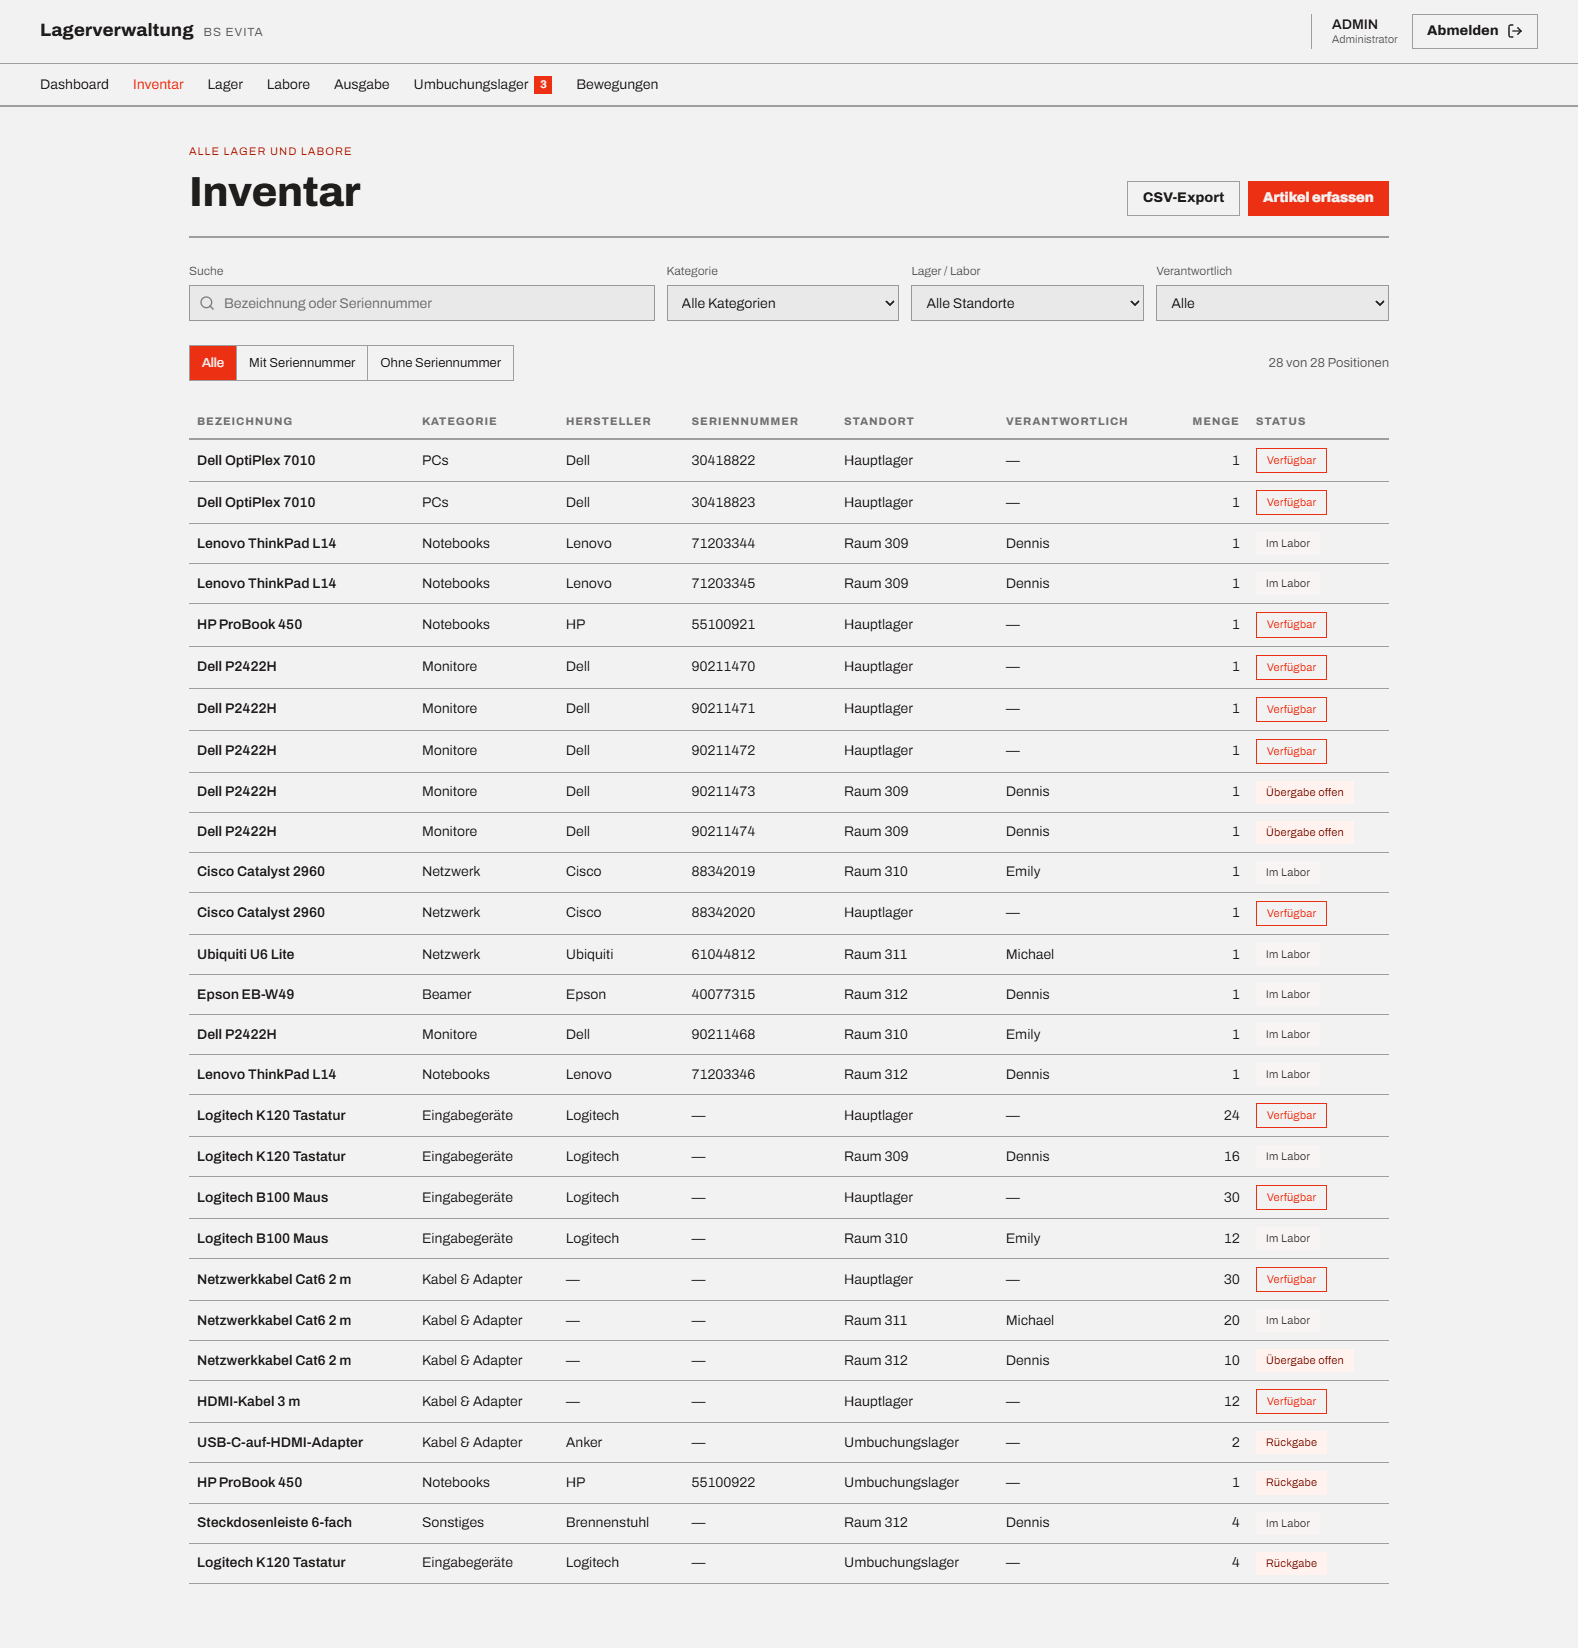 Lagerverwaltung BS EVITA
ADMIN
Administrator
Abmelden
Dashboard Inventar Lager Labore Ausgabe Umbuchungslager 3 Bewegungen
ALLE LAGER UND LABORE
Inventar
CSV-Export Artikel erfassen
Suche Kategorie Lager / Labor Verantwortlich
Bezeichnung oder Seriennummer Alle Kategorien Alle Standorte Alle
Alle Mit Seriennummer Ohne Seriennummer 28 von 28 Positionen
BEZEICHNUNG KATEGORIE HERSTELLER SERIENNUMMER STANDORT VERANTWORTLICH MENGE STATUS
Dell OptiPlex 7010 PCs Dell 30418822 Hauptlager — 1 Verfügbar
Dell OptiPlex 7010 PCs Dell 30418823 Hauptlager — 1 Verfügbar
Lenovo ThinkPad L14 Notebooks Lenovo 71203344 Raum 309 Dennis 1 Im Labor
Lenovo ThinkPad L14 Notebooks Lenovo 71203345 Raum 309 Dennis 1 Im Labor
HP ProBook 450 Notebooks HP 55100921 Hauptlager — 1 Verfügbar
Dell P2422H Monitore Dell 90211470 Hauptlager — 1 Verfügbar
Dell P2422H Monitore Dell 90211471 Hauptlager — 1 Verfügbar
Dell P2422H Monitore Dell 90211472 Hauptlager — 1 Verfügbar
Dell P2422H Monitore Dell 90211473 Raum 309 Dennis 1 Übergabe offen
Dell P2422H Monitore Dell 90211474 Raum 309 Dennis 1 Übergabe offen
Cisco Catalyst 2960 Netzwerk Cisco 88342019 Raum 310 Emily 1 Im Labor
Cisco Catalyst 2960 Netzwerk Cisco 88342020 Hauptlager — 1 Verfügbar
Ubiquiti U6 Lite Netzwerk Ubiquiti 61044812 Raum 311 Michael 1 Im Labor
Epson EB-W49 Beamer Epson 40077315 Raum 312 Dennis 1 Im Labor
Dell P2422H Monitore Dell 90211468 Raum 310 Emily 1 Im Labor
Lenovo ThinkPad L14 Notebooks Lenovo 71203346 Raum 312 Dennis 1 Im Labor
Logitech K120 Tastatur Eingabegeräte Logitech — Hauptlager — 24 Verfügbar
Logitech K120 Tastatur Eingabegeräte Logitech — Raum 309 Dennis 16 Im Labor
Logitech B100 Maus Eingabegeräte Logitech — Hauptlager — 30 Verfügbar
Logitech B100 Maus Eingabegeräte Logitech — Raum 310 Emily 12 Im Labor
Netzwerkkabel Cat6 2 m Kabel & Adapter — — Hauptlager — 30 Verfügbar
Netzwerkkabel Cat6 2 m Kabel & Adapter — — Raum 311 Michael 20 Im Labor
Netzwerkkabel Cat6 2 m Kabel & Adapter — — Raum 312 Dennis 10 Übergabe offen
HDMI-Kabel 3 m Kabel & Adapter — — Hauptlager — 12 Verfügbar
USB-C-auf-HDMI-Adapter Kabel & Adapter Anker — Umbuchungslager — 2 Rückgabe
HP ProBook 450 Notebooks HP 55100922 Umbuchungslager — 1 Rückgabe
Steckdosenleiste 6-fach Sonstiges Brennenstuhl — Raum 312 Dennis 4 Im Labor
Logitech K120 Tastatur Eingabegeräte Logitech — Umbuchungslager — 4 Rückgabe